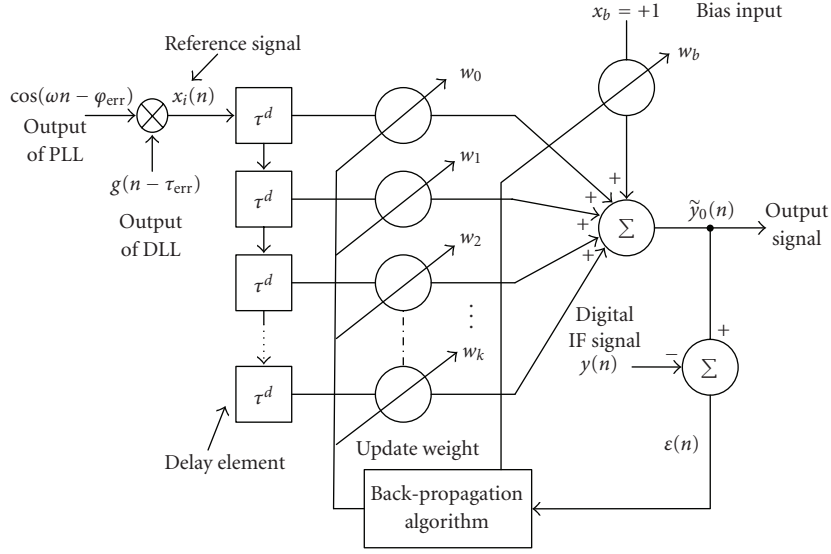 x_b = +1
Bias input
Reference signal
w_0
w_b
cos(ωn − φ_err)
x_i(n)
τ^d
Output
of PLL
+
g(n − τ_err)
w_1
+
ỹ_0(n)
Output
signal
τ^d
+
Σ
Output
of DLL
+
w_2
τ^d
⋮
Digital
IF signal
y(n)
+
−
Σ
w_k
τ^d
Delay element
Update weight
ε(n)
Back-propagation
algorithm